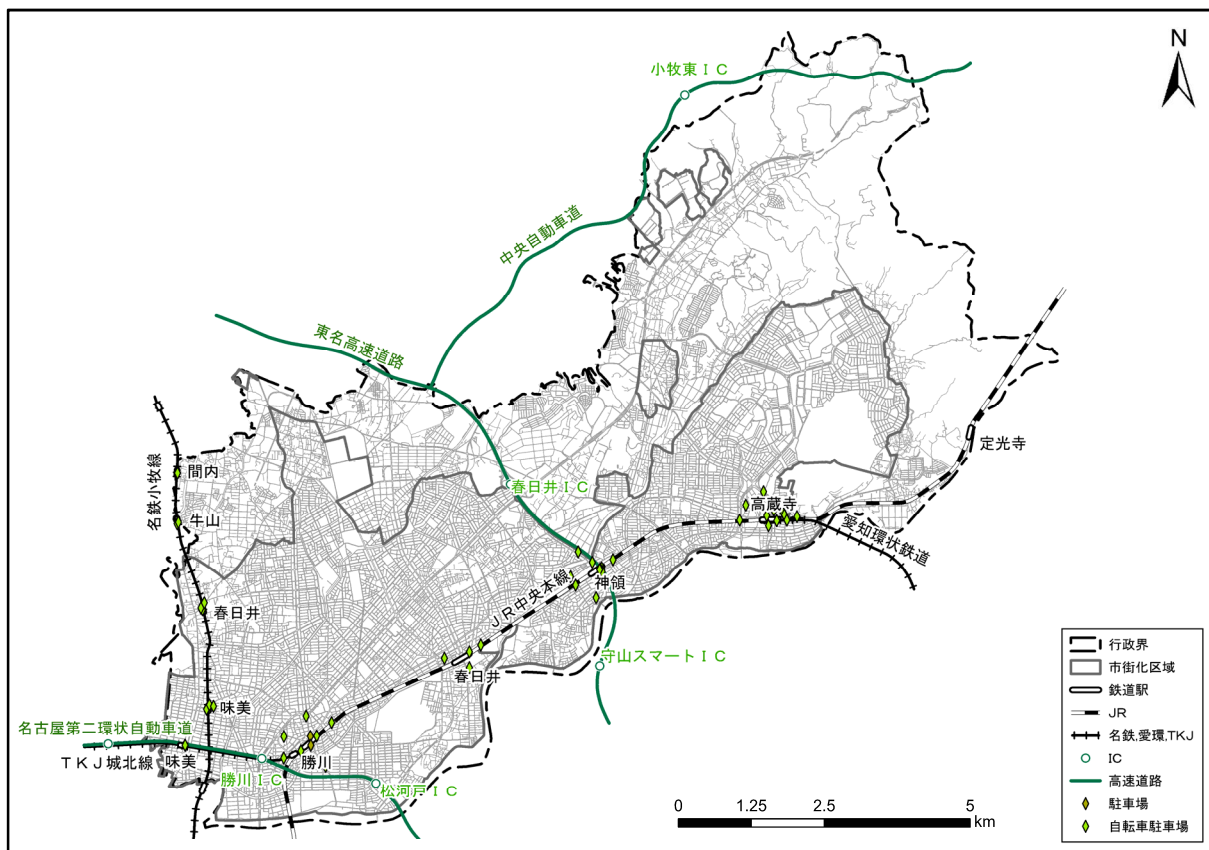 N
小牧東ＩＣ
中央自動車道
東名高速道路
定光寺
名鉄小牧線
間内
春日井ＩＣ
高蔵寺
牛山
愛知環状鉄道
神領
ＪＲ中央本線
春日井
守山スマートＩＣ
春日井
味美
名古屋第二環状自動車道
ＴＫＪ城北線
味美
勝川
勝川ＩＣ
松河戸ＩＣ
0 1.25 2.5 5
km
行政界
市街化区域
鉄道駅
JR
名鉄,愛環,TKJ
IC
高速道路
駐車場
自転車駐車場